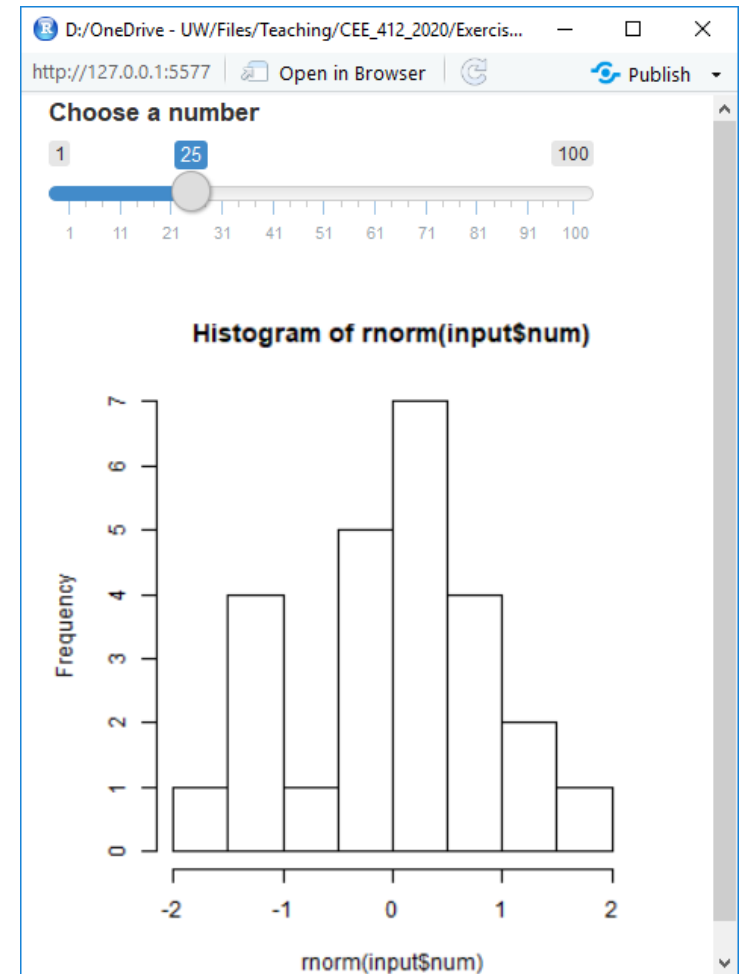 D:/OneDrive - UW/Files/Teaching/CEE_412_2020/Exercis...
http://127.0.0.1:5577 Open in Browser Publish
Choose a number
1 25 100
1 11 21 31 41 51 61 71 81 91 100
Histogram of rnorm(input$num)
7
6
5
4
3
2
1
0
Frequency
-2 -1 0 1 2
rnorm(input$num)